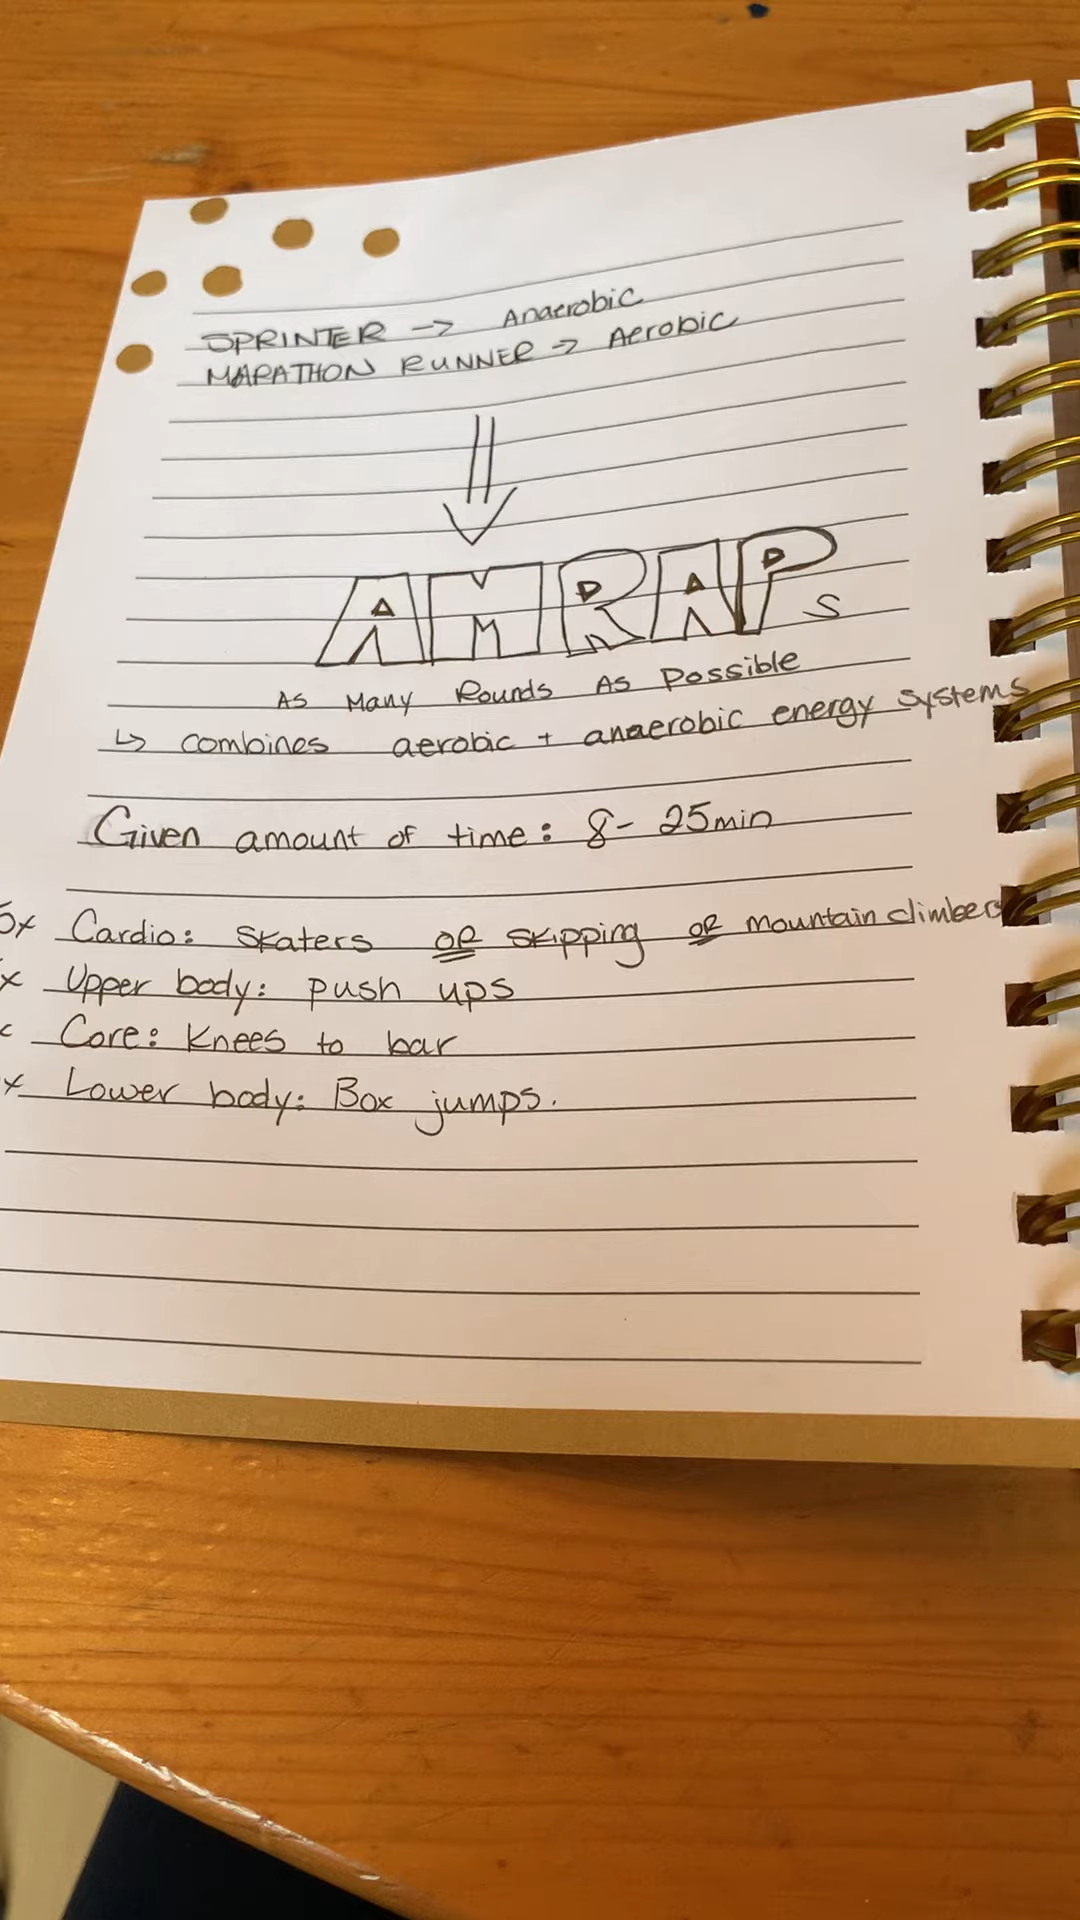 SPRINTER -> Anaerobic
MARATHON RUNNER -> Aerobic
AMRAPs
As Many Rounds As Possible
↳ combines aerobic + anaerobic energy systems
Given amount of time: 8 - 25min
Cardio: Skaters OR skipping OR mountain climbers
Upper body: push ups
Core: Knees to bar
Lower body: Box jumps.